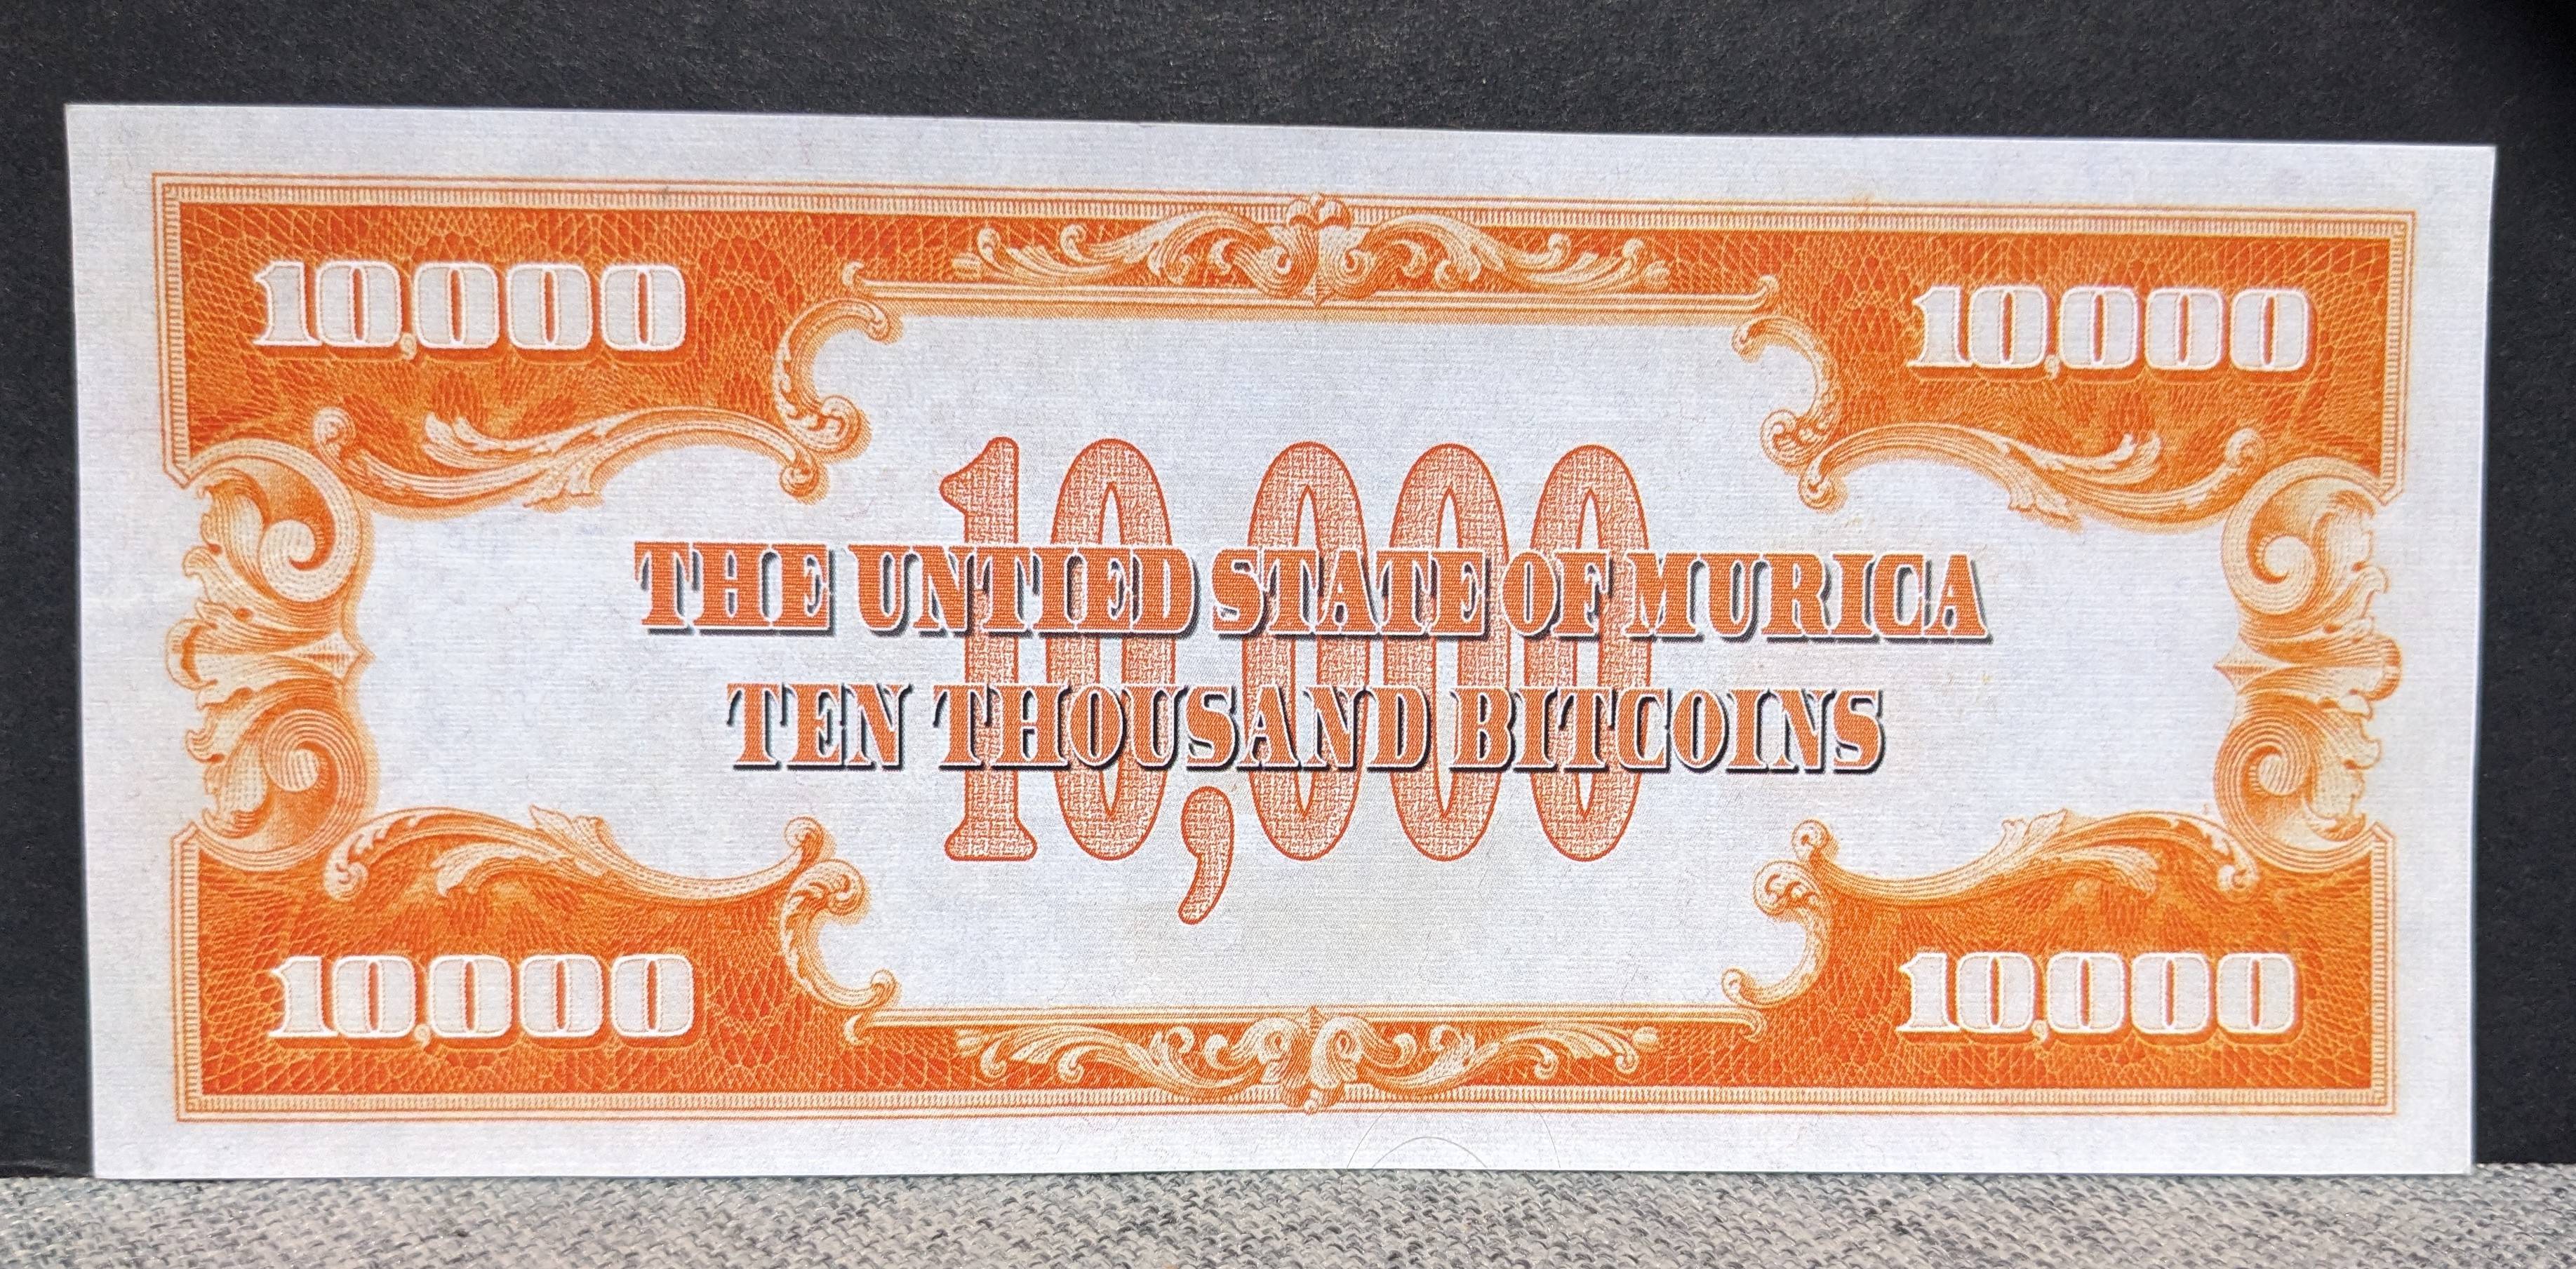 10,000
10,000
10,000
THE UNTIED STATE OF MURICA
TEN THOUSAND BITCOINS
10,000
10,000